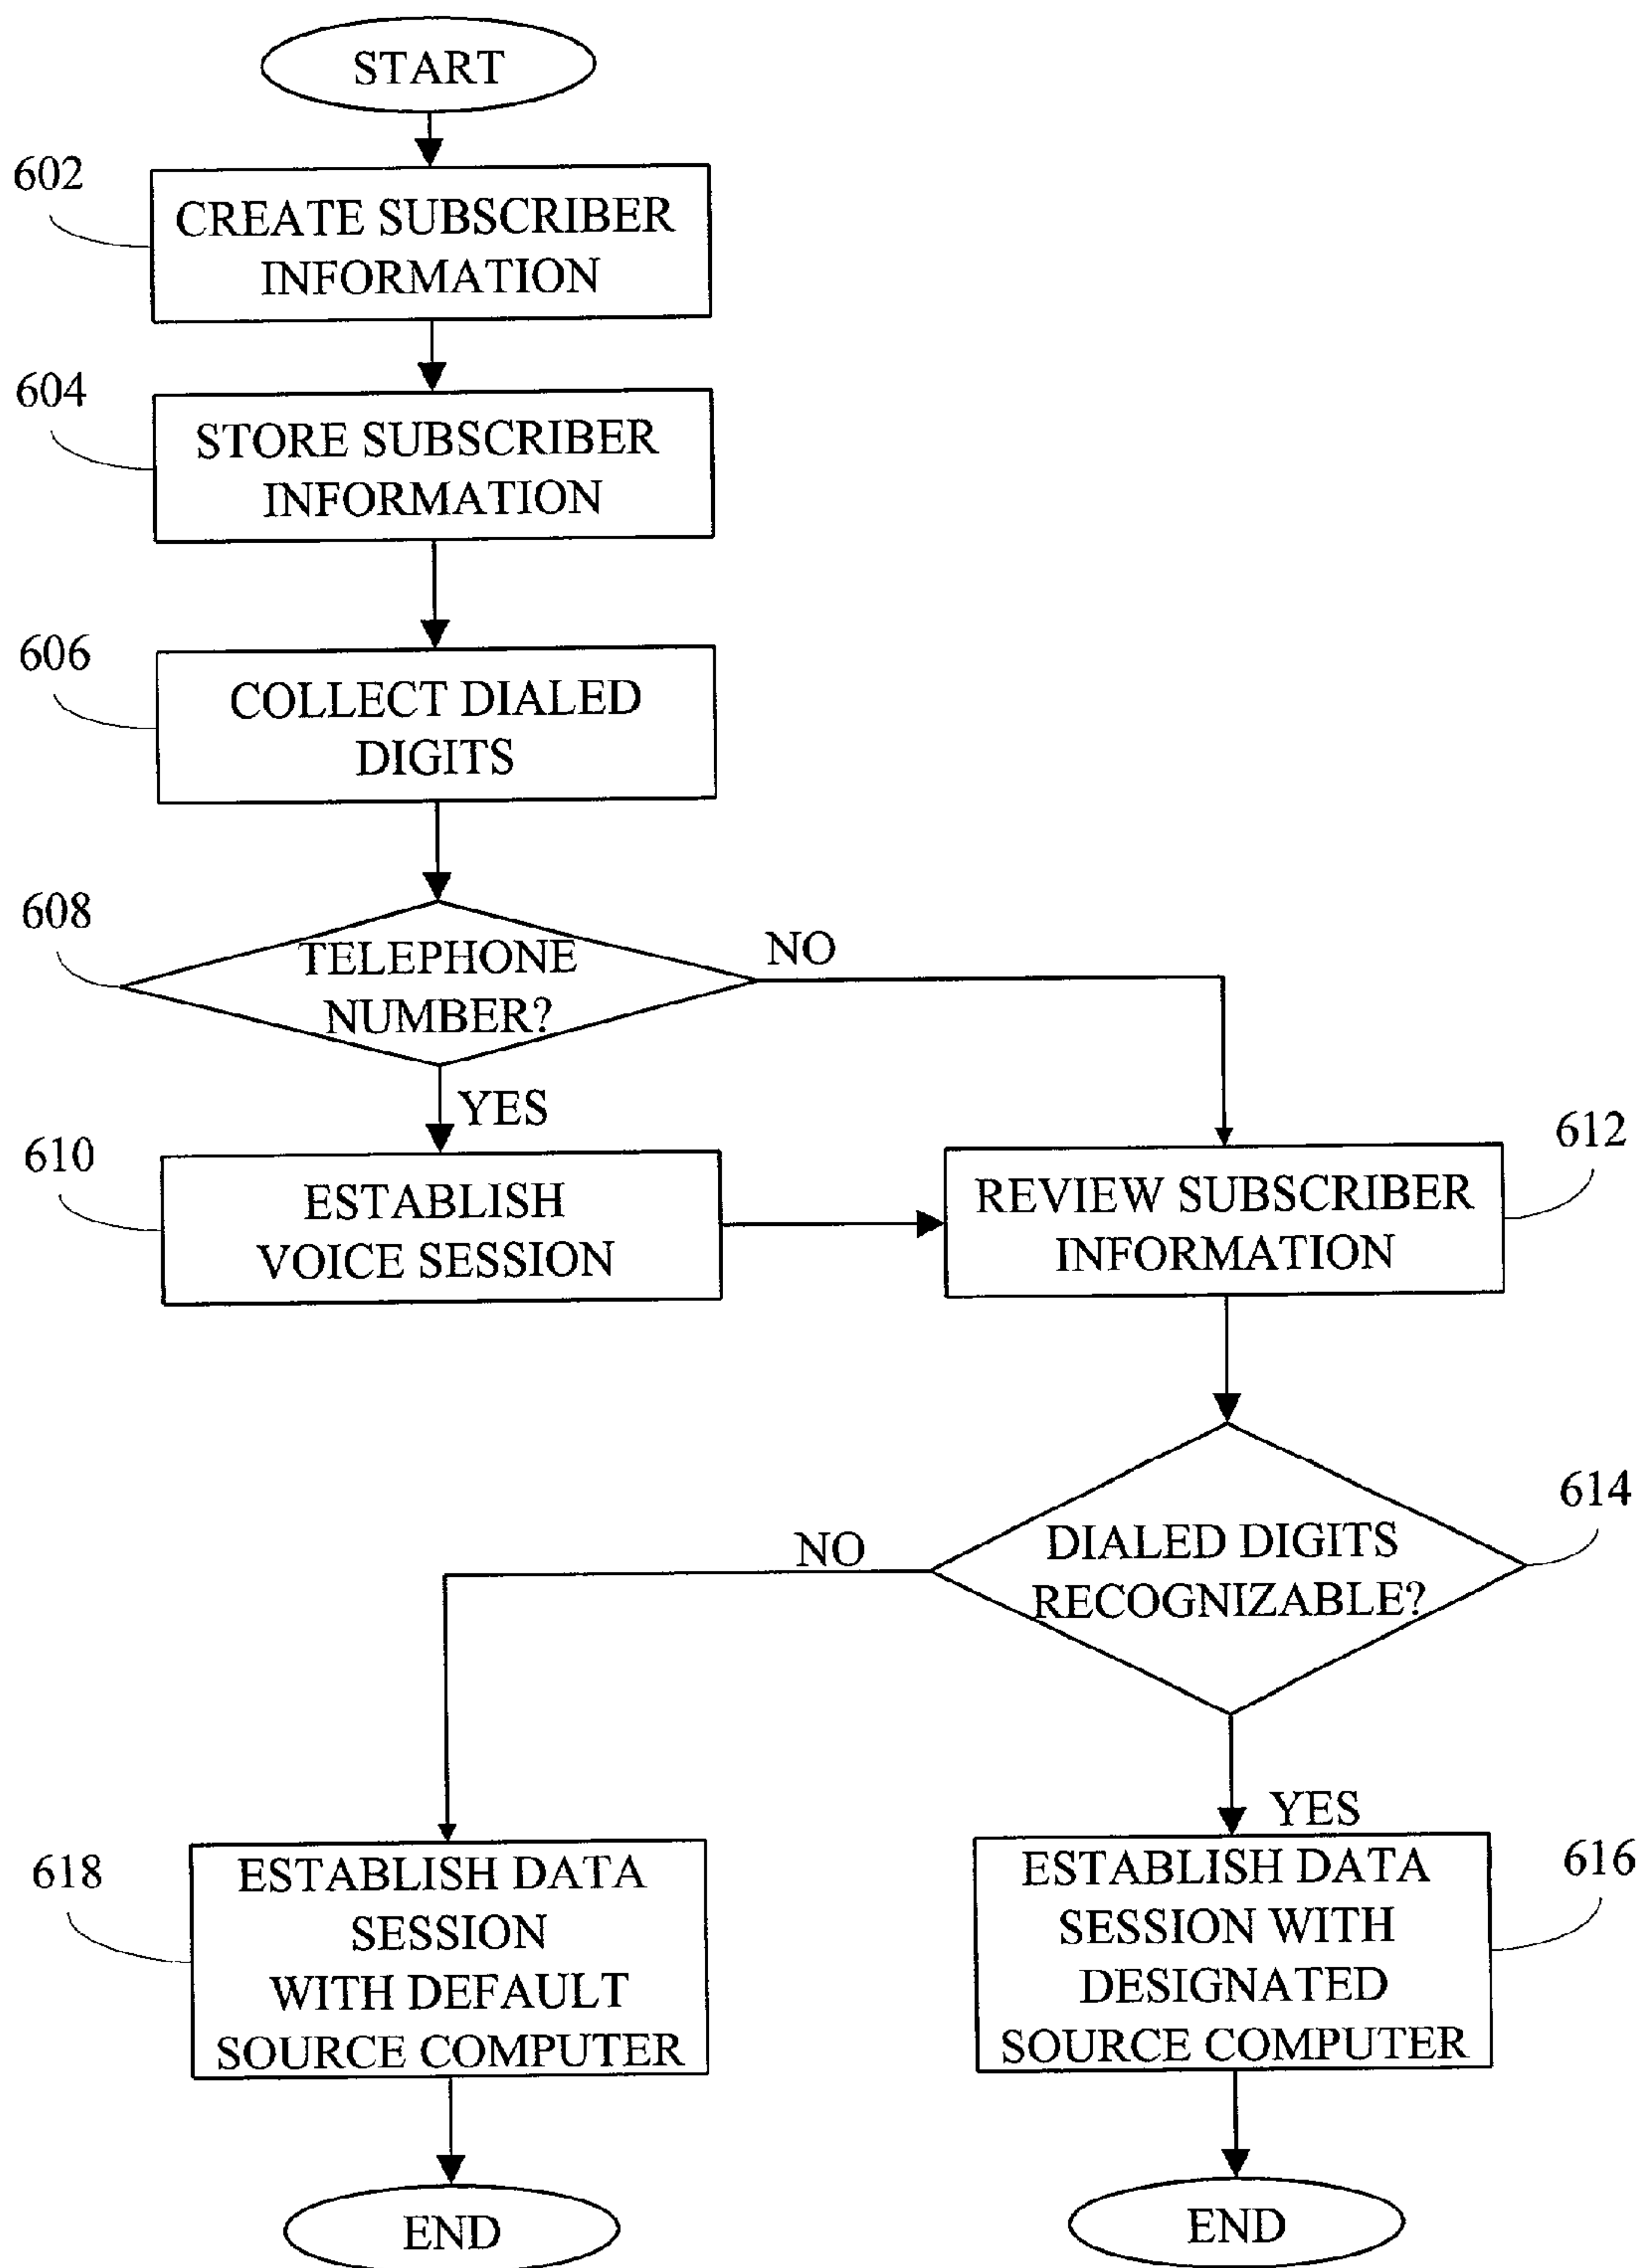 START
602
CREATE SUBSCRIBER
INFORMATION
604
STORE SUBSCRIBER
INFORMATION
606
COLLECT DIALED
DIGITS
608
TELEPHONE
NUMBER?
NO
YES
610
ESTABLISH
VOICE SESSION
612
REVIEW SUBSCRIBER
INFORMATION
614
DIALED DIGITS
RECOGNIZABLE?
NO
YES
618
ESTABLISH DATA
SESSION
WITH DEFAULT
SOURCE COMPUTER
616
ESTABLISH DATA
SESSION WITH
DESIGNATED
SOURCE COMPUTER
END
END